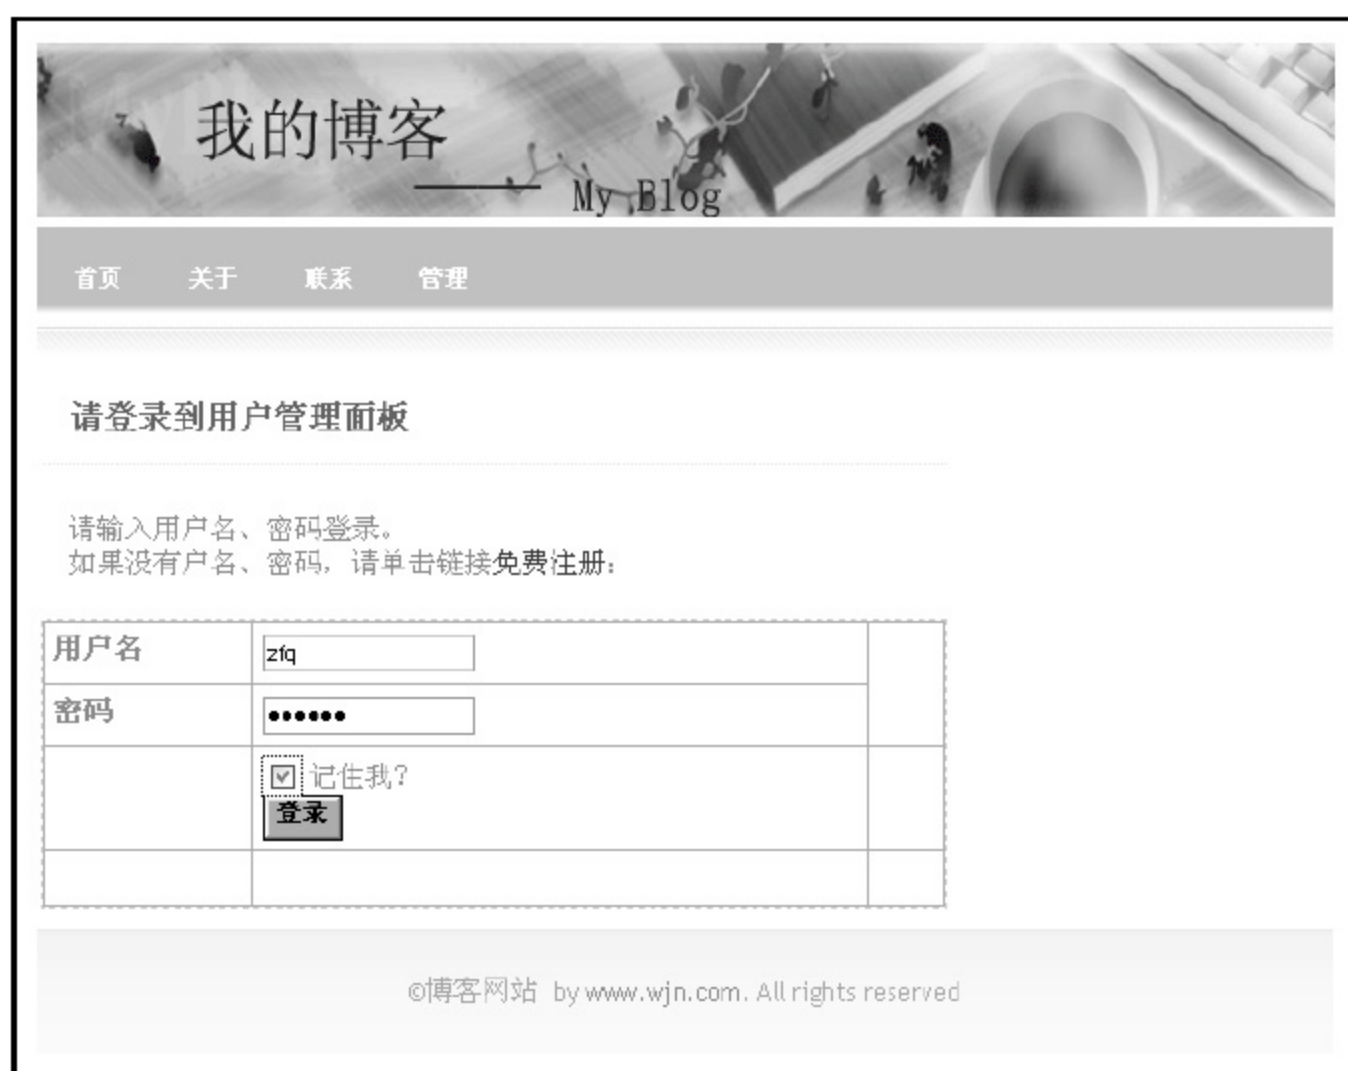 我的博客
—— My Blog
首页 关于 联系 管理
请登录到用户管理面板
请输入用户名、密码登录。
如果没有户名、密码，请单击链接免费注册：
用户名 zfq
密码 ●●●●●●
记住我？
登录
©博客网站 by www.wjn.com. All rights reserved